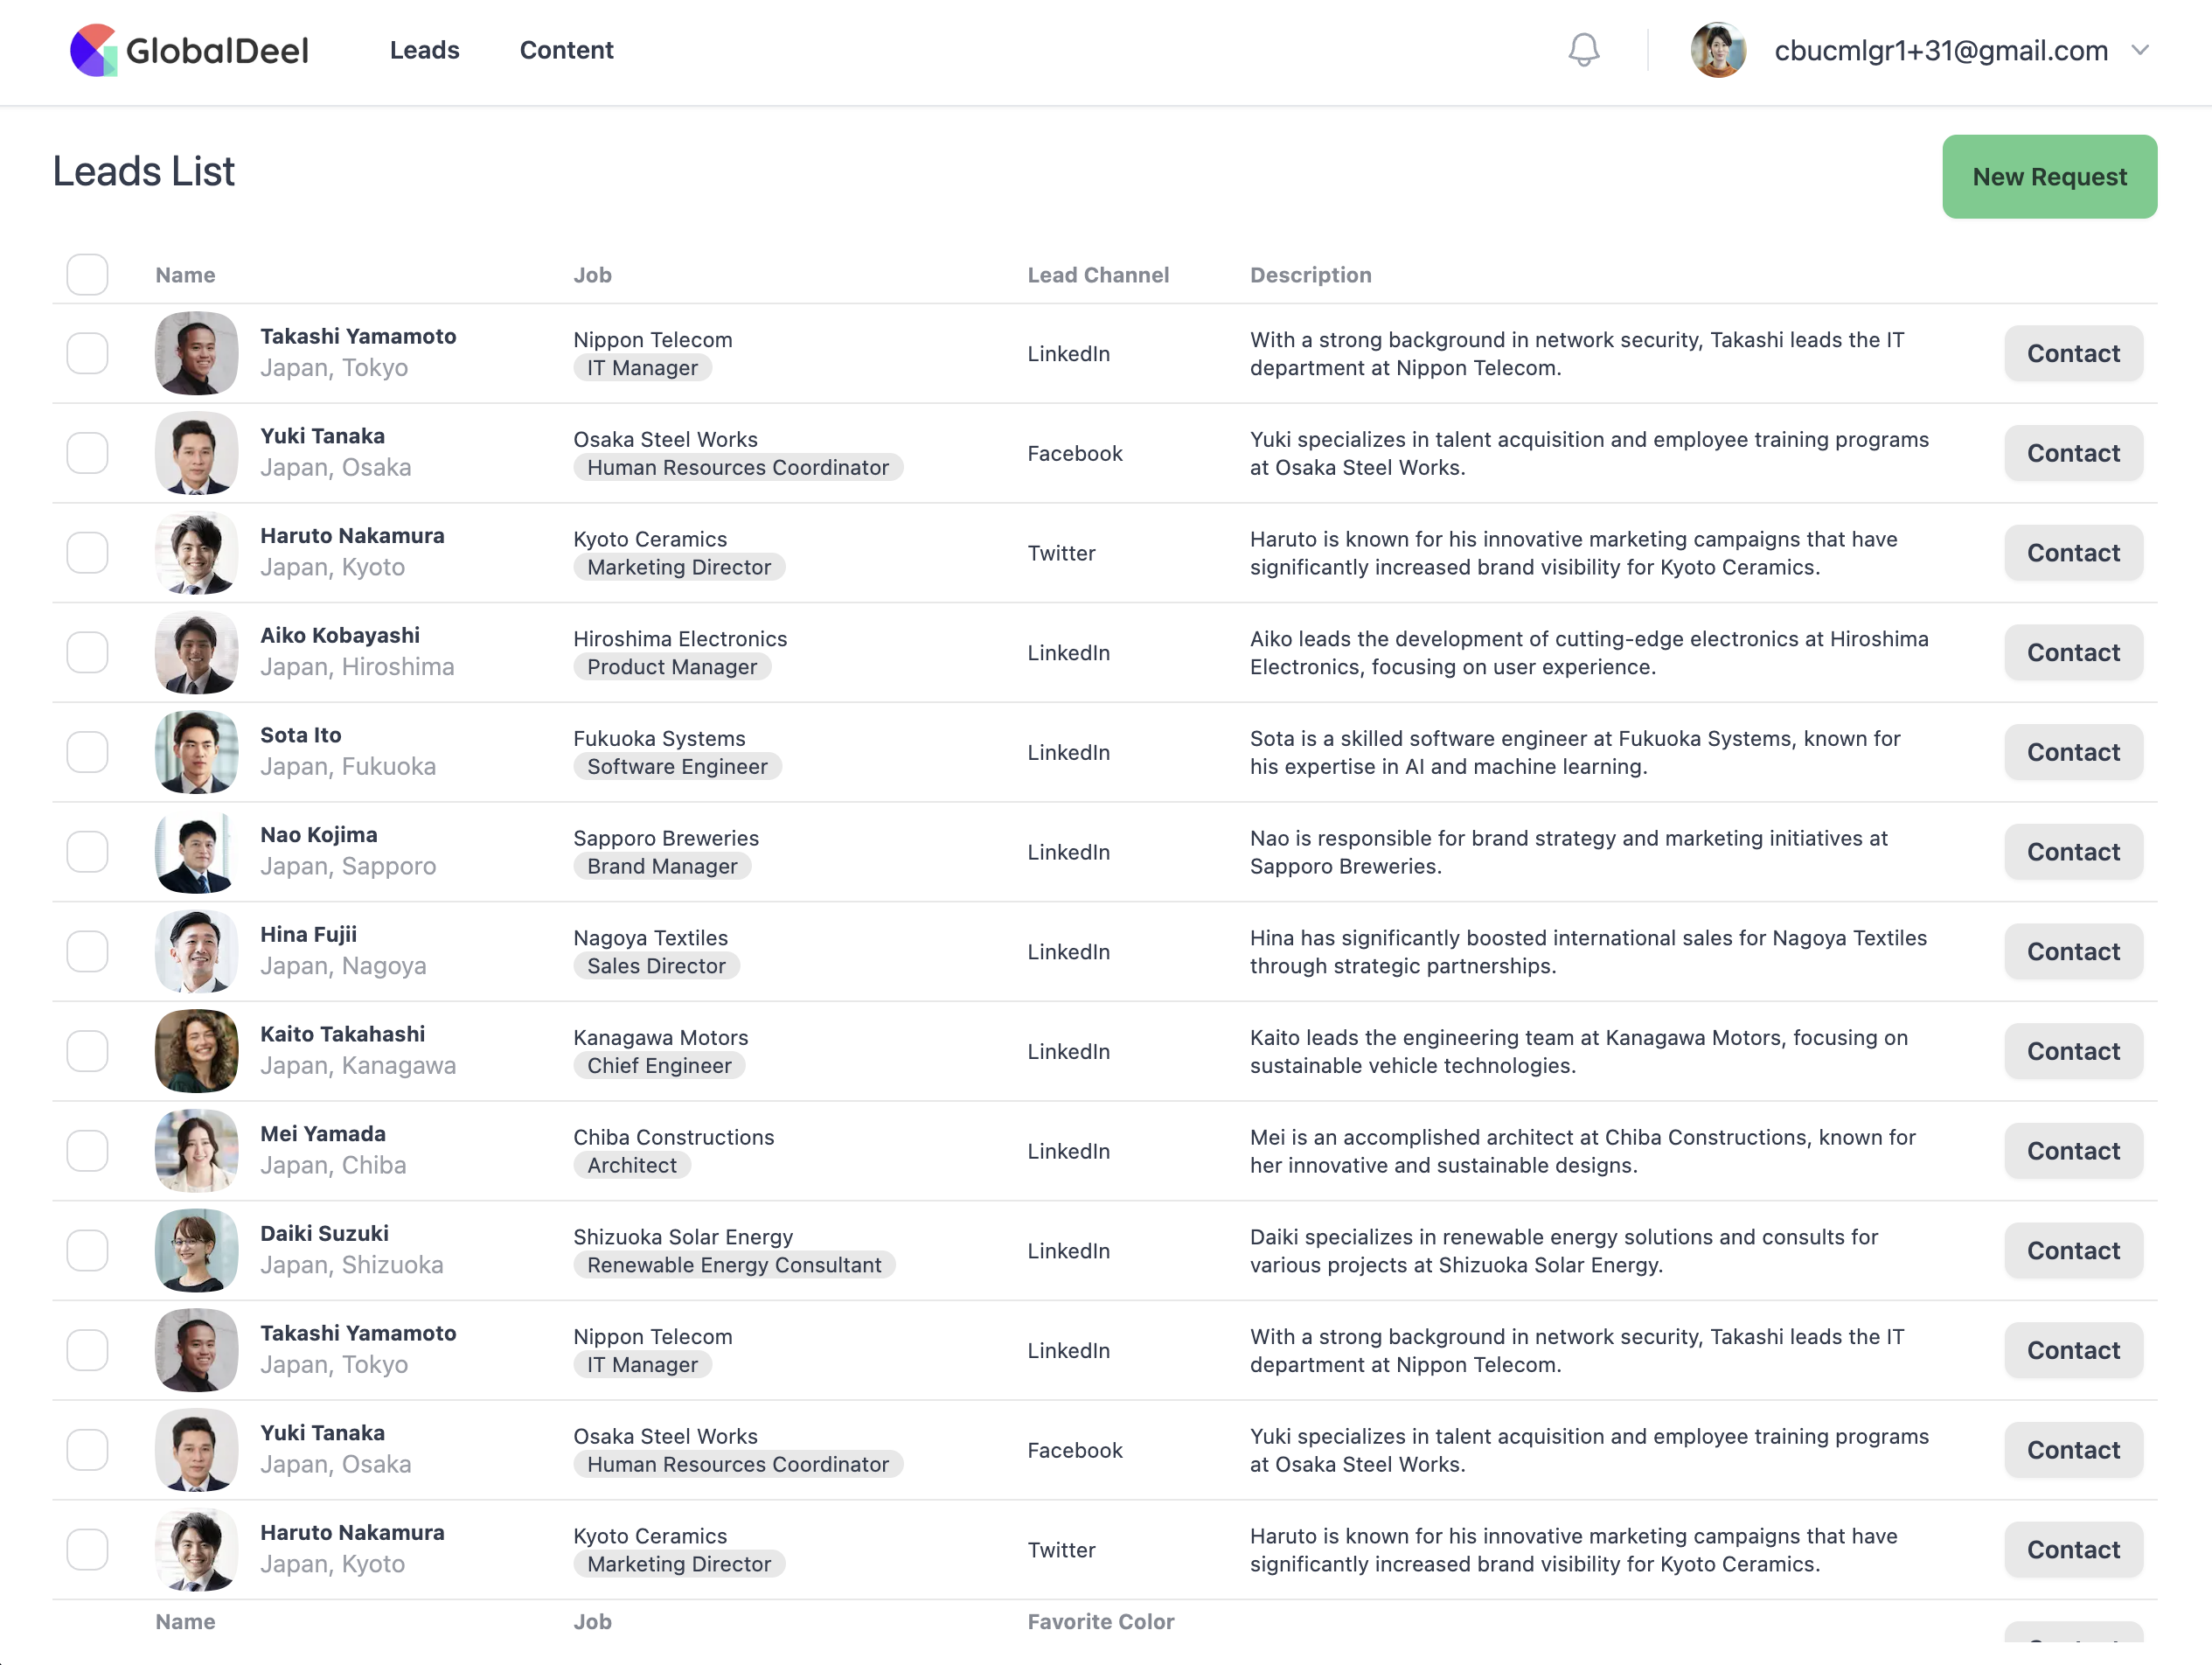 GlobalDeel
Leads
Content
cbucmlgr1+31@gmail.com
Leads List
New Request
Name
Job
Lead Channel
Description
Takashi Yamamoto
Japan, Tokyo
Nippon Telecom
IT Manager
LinkedIn
With a strong background in network security, Takashi leads the IT
department at Nippon Telecom.
Contact
Yuki Tanaka
Japan, Osaka
Osaka Steel Works
Human Resources Coordinator
Facebook
Yuki specializes in talent acquisition and employee training programs
at Osaka Steel Works.
Contact
Haruto Nakamura
Japan, Kyoto
Kyoto Ceramics
Marketing Director
Twitter
Haruto is known for his innovative marketing campaigns that have
significantly increased brand visibility for Kyoto Ceramics.
Contact
Aiko Kobayashi
Japan, Hiroshima
Hiroshima Electronics
Product Manager
LinkedIn
Aiko leads the development of cutting-edge electronics at Hiroshima
Electronics, focusing on user experience.
Contact
Sota Ito
Japan, Fukuoka
Fukuoka Systems
Software Engineer
LinkedIn
Sota is a skilled software engineer at Fukuoka Systems, known for
his expertise in AI and machine learning.
Contact
Nao Kojima
Japan, Sapporo
Sapporo Breweries
Brand Manager
LinkedIn
Nao is responsible for brand strategy and marketing initiatives at
Sapporo Breweries.
Contact
Hina Fujii
Japan, Nagoya
Nagoya Textiles
Sales Director
LinkedIn
Hina has significantly boosted international sales for Nagoya Textiles
through strategic partnerships.
Contact
Kaito Takahashi
Japan, Kanagawa
Kanagawa Motors
Chief Engineer
LinkedIn
Kaito leads the engineering team at Kanagawa Motors, focusing on
sustainable vehicle technologies.
Contact
Mei Yamada
Japan, Chiba
Chiba Constructions
Architect
LinkedIn
Mei is an accomplished architect at Chiba Constructions, known for
her innovative and sustainable designs.
Contact
Daiki Suzuki
Japan, Shizuoka
Shizuoka Solar Energy
Renewable Energy Consultant
LinkedIn
Daiki specializes in renewable energy solutions and consults for
various projects at Shizuoka Solar Energy.
Contact
Takashi Yamamoto
Japan, Tokyo
Nippon Telecom
IT Manager
LinkedIn
With a strong background in network security, Takashi leads the IT
department at Nippon Telecom.
Contact
Yuki Tanaka
Japan, Osaka
Osaka Steel Works
Human Resources Coordinator
Facebook
Yuki specializes in talent acquisition and employee training programs
at Osaka Steel Works.
Contact
Haruto Nakamura
Japan, Kyoto
Kyoto Ceramics
Marketing Director
Twitter
Haruto is known for his innovative marketing campaigns that have
significantly increased brand visibility for Kyoto Ceramics.
Contact
Name
Job
Favorite Color